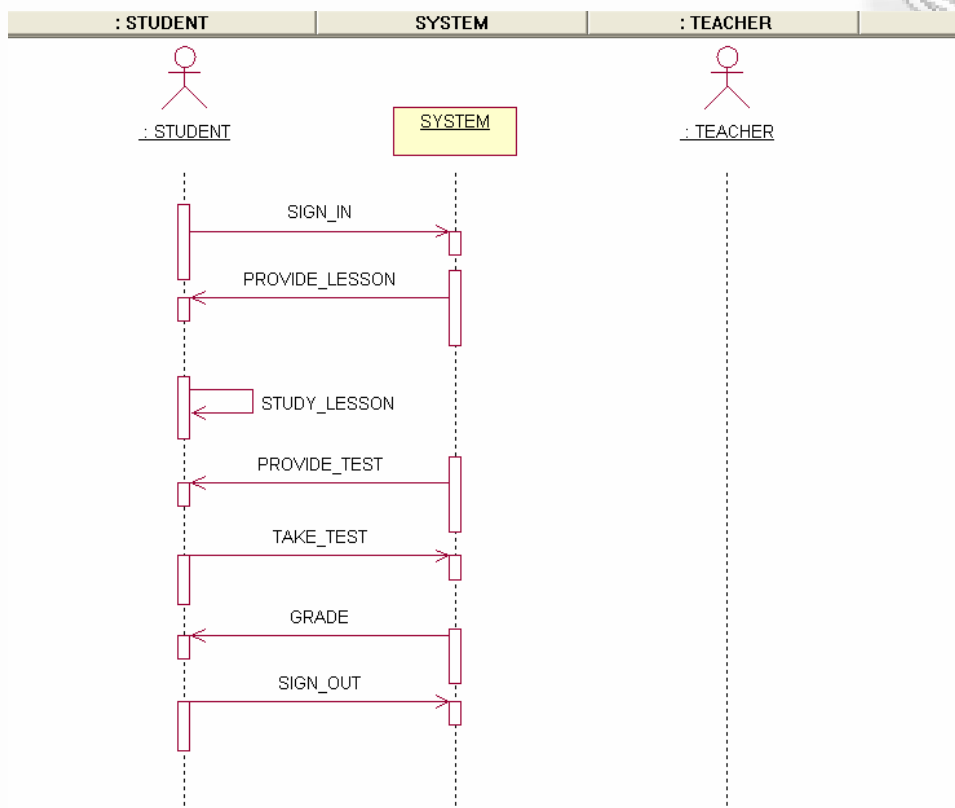 : STUDENT SYSTEM : TEACHER
: STUDENT
SYSTEM
: TEACHER
SIGN_IN
PROVIDE_LESSON
STUDY_LESSON
PROVIDE_TEST
TAKE_TEST
GRADE
SIGN_OUT